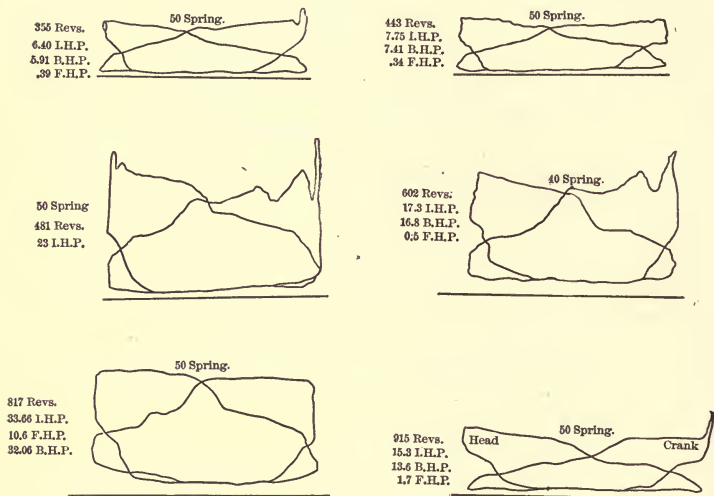 50 Spring.
355 Revs.
6.40 I.H.P.
5.91 B.H.P.
.39 F.H.P.
50 Spring.
443 Revs.
7.75 I.H.P.
7.41 B.H.P.
.34 F.H.P.
50 Spring
481 Revs.
23 I.H.P.
40 Spring.
602 Revs.
17.3 I.H.P.
16.8 B.H.P.
0.5 F.H.P.
50 Spring.
817 Revs.
33.66 I.H.P.
10.6 F.H.P.
32.06 B.H.P.
50 Spring.
915 Revs.
Head
Crank
15.3 I.H.P.
13.6 B.H.P.
1.7 F.H.P.